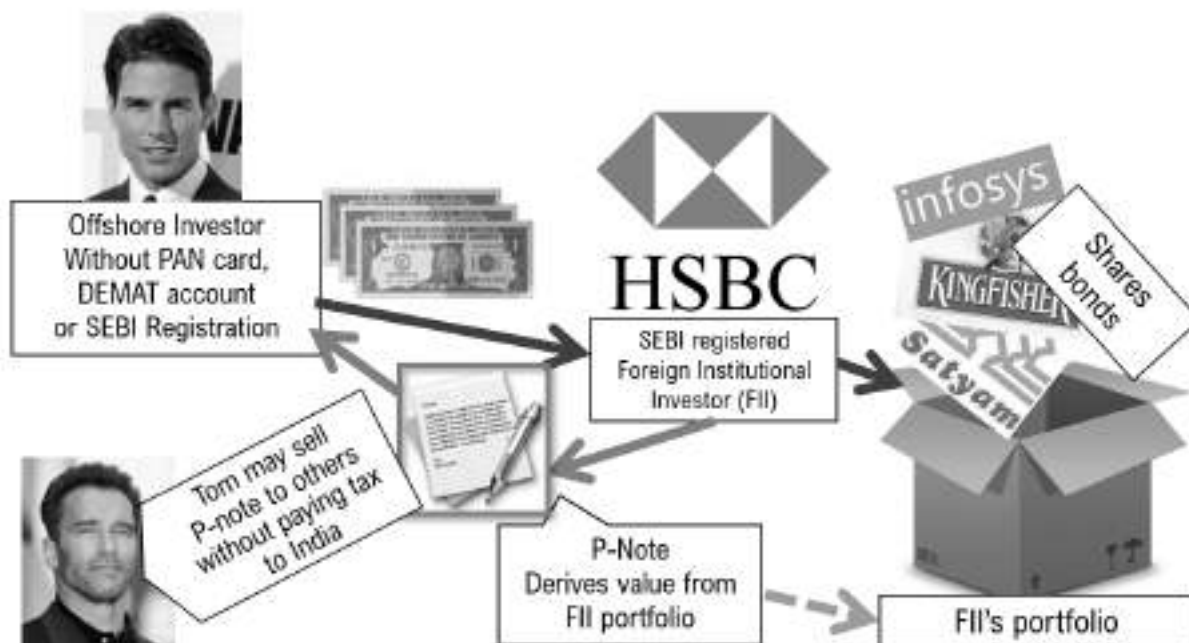 Offshore Investor
Without PAN card,
DEMAT account
or SEBI Registration
HSBC
SEBI registered
Foreign Institutional
Investor (FII)
infosys
KINGFISHER
Satyam
Shares
bonds
Tom may sell
P-note to others
without paying tax
to India
P-Note
Derives value from
FII portfolio
FII's portfolio